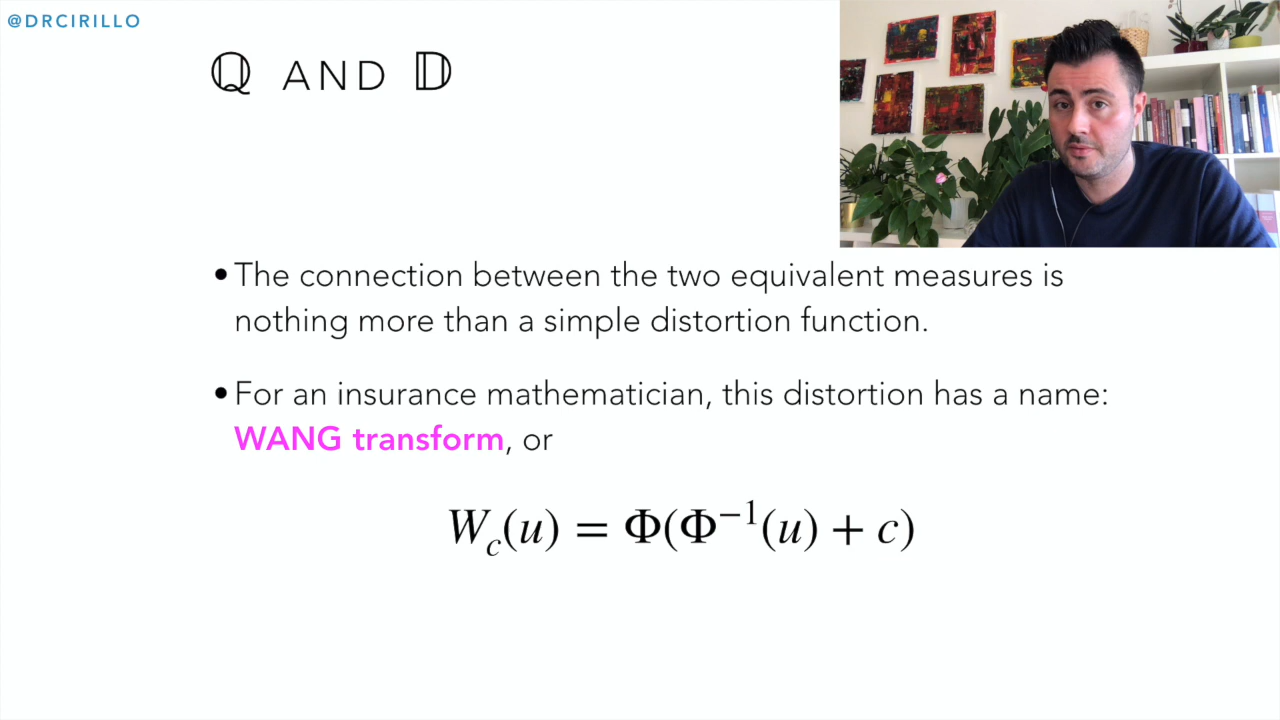 @DRCIRILLO
ℚ AND 𝔻
• The connection between the two equivalent measures is
nothing more than a simple distortion function.
• For an insurance mathematician, this distortion has a name:
WANG transform, or
W_c(u) = Φ(Φ⁻¹(u) + c)